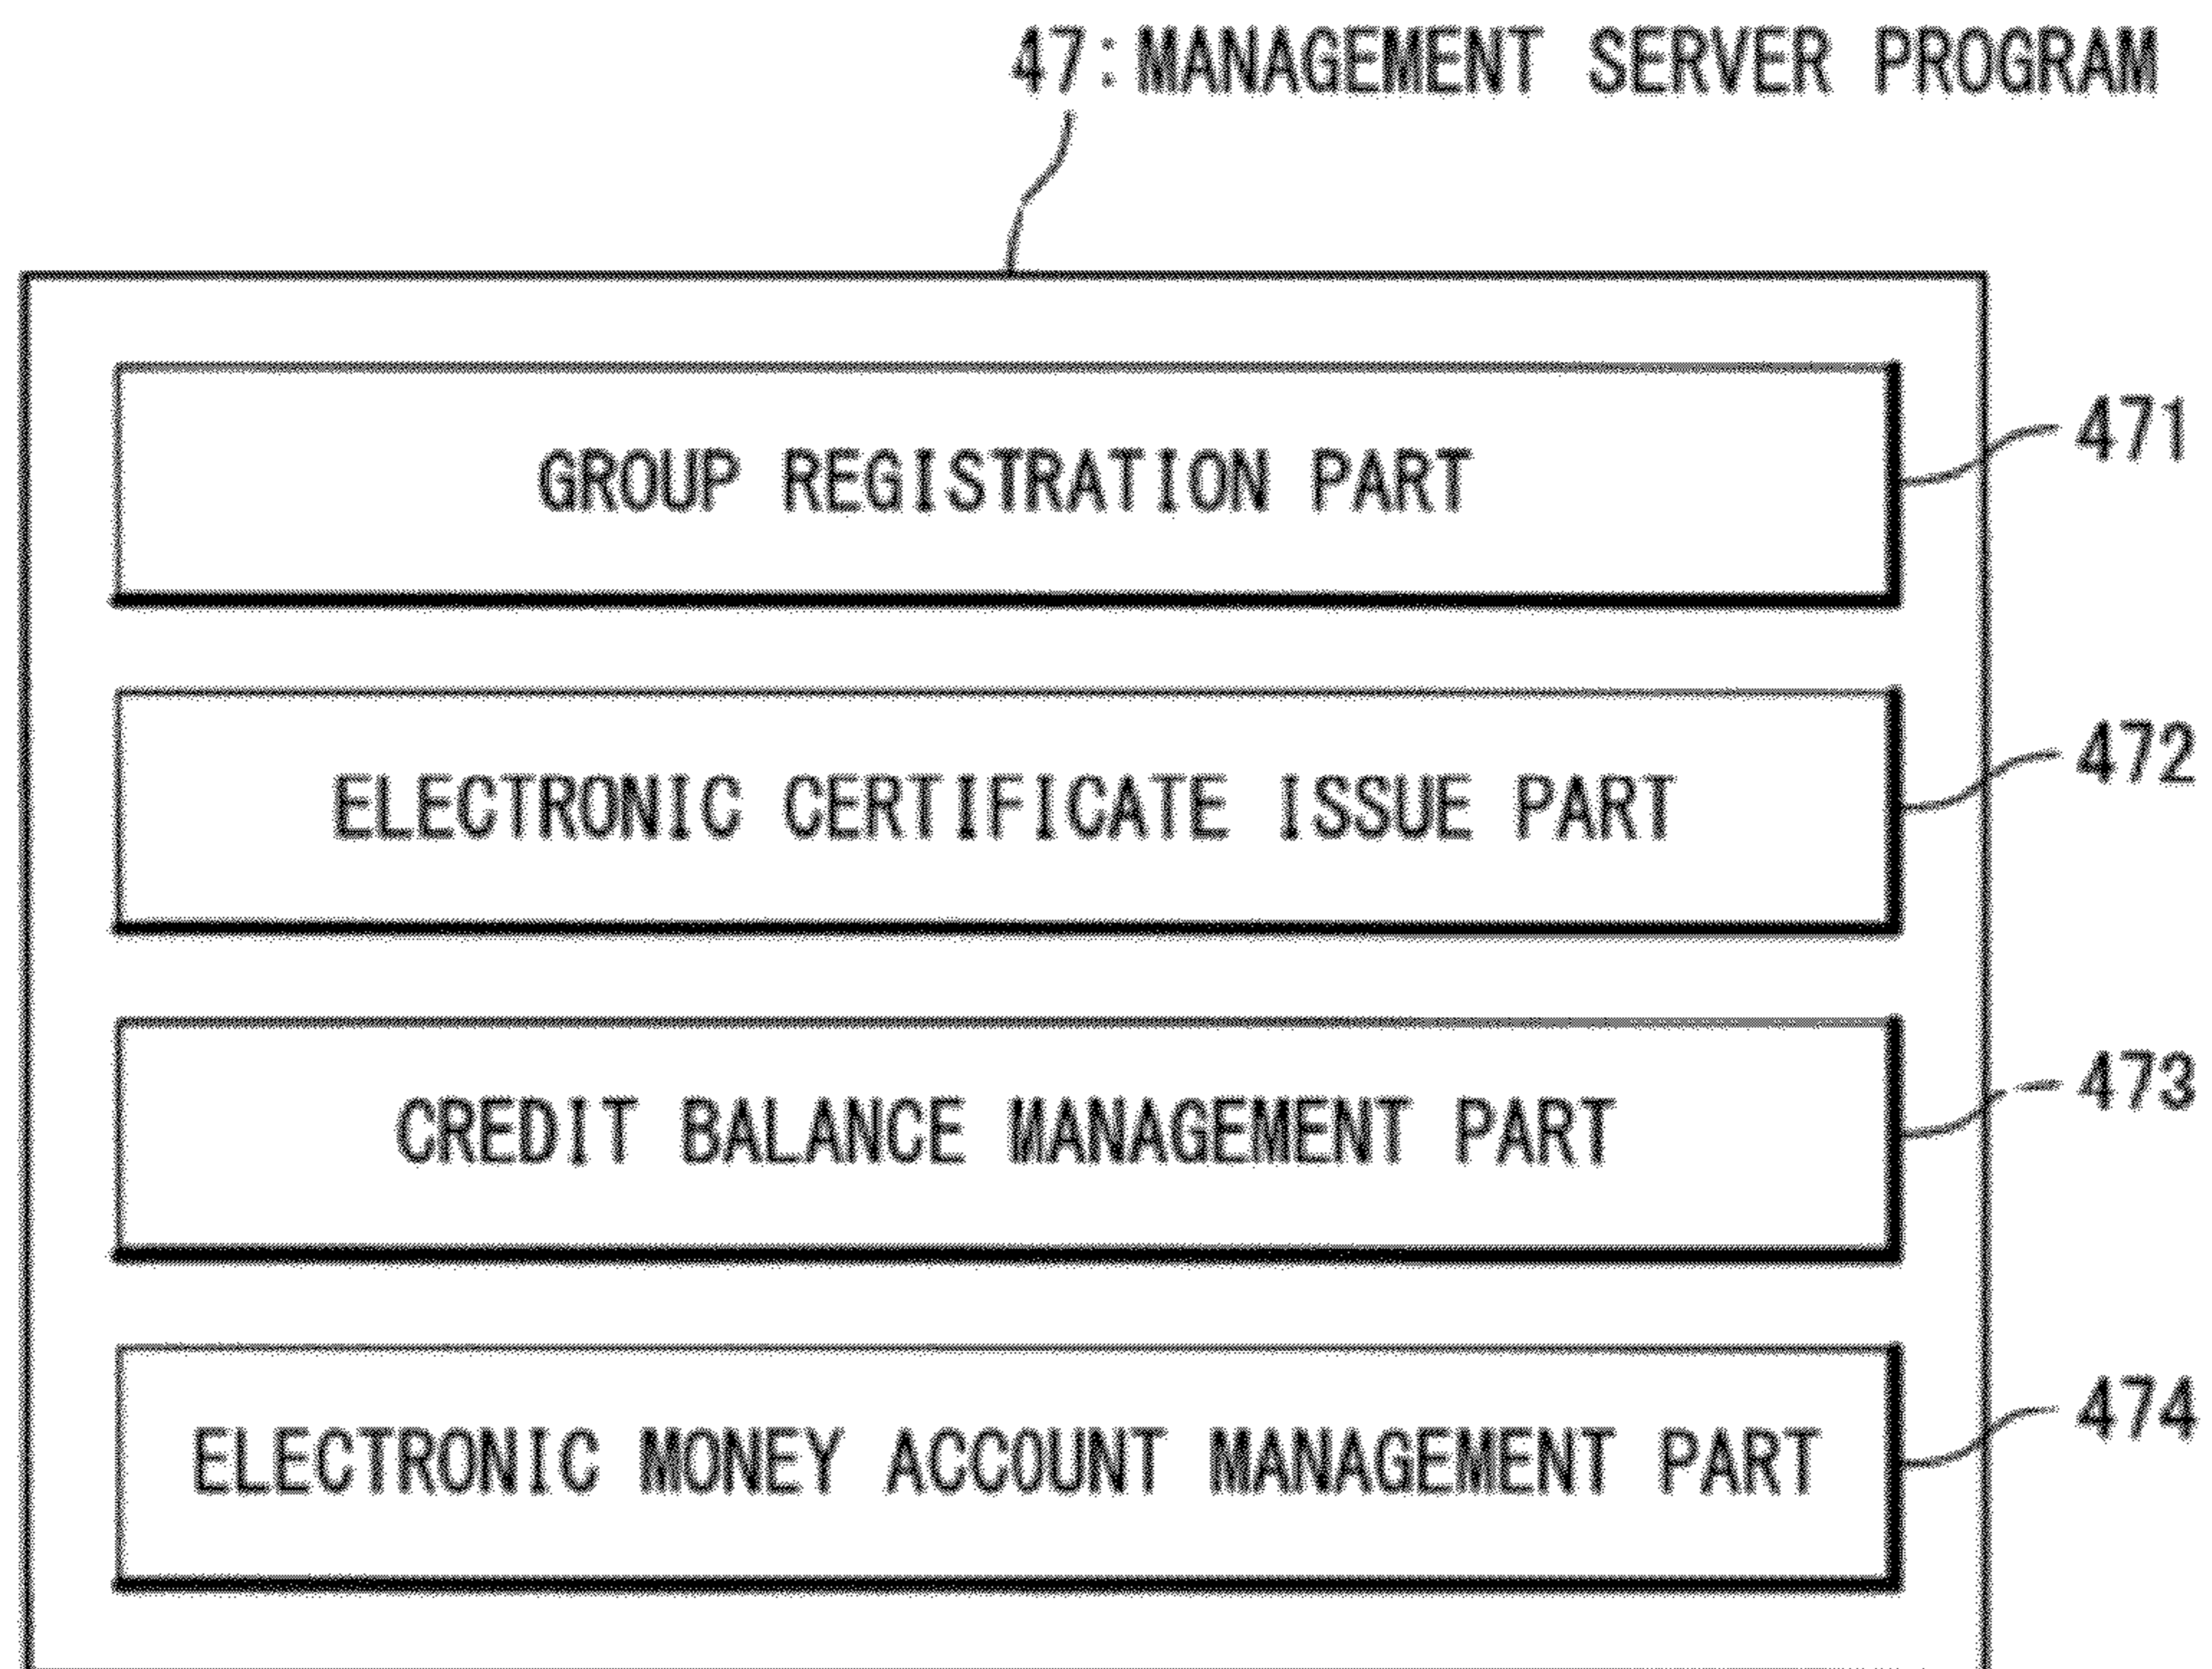 47:MANAGEMENT SERVER PROGRAM
GROUP REGISTRATION PART
471
ELECTRONIC CERTIFICATE ISSUE PART
472
CREDIT BALANCE MANAGEMENT PART
473
ELECTRONIC MONEY ACCOUNT MANAGEMENT PART
474